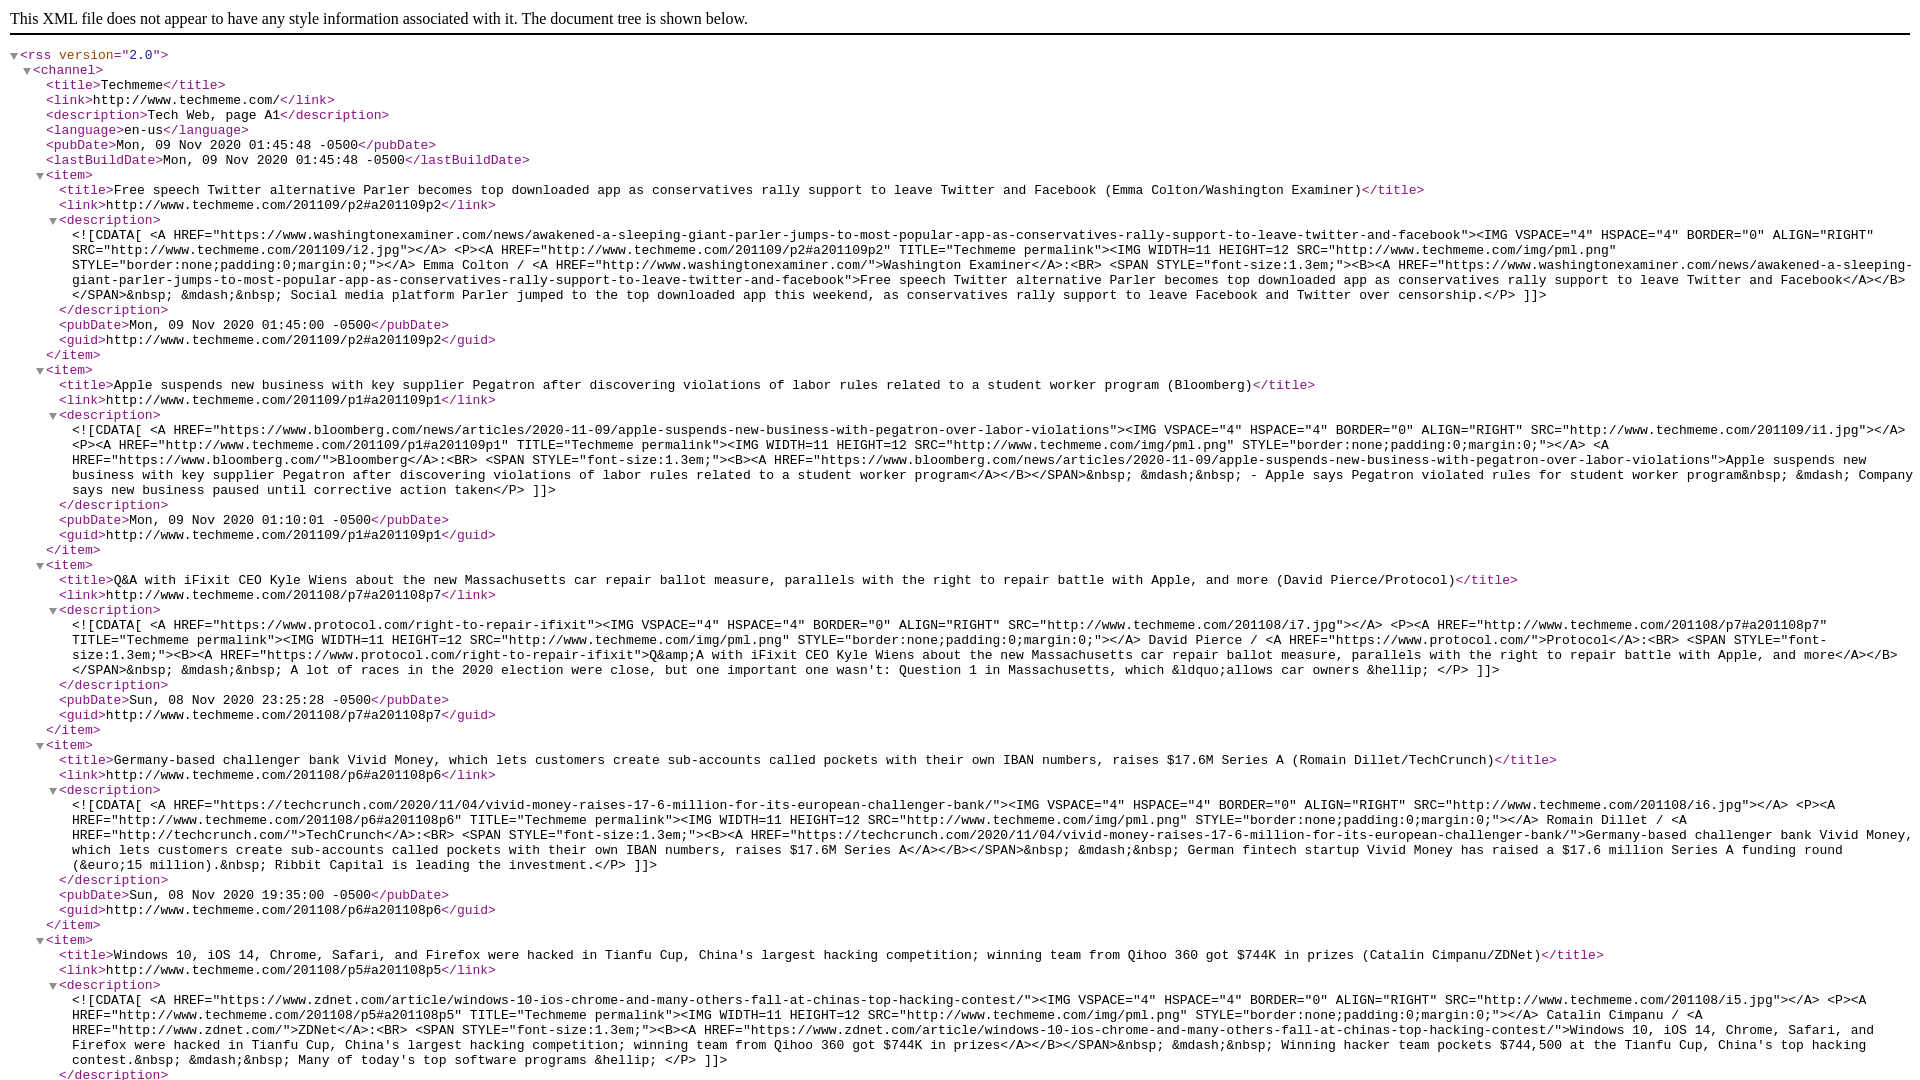 This XML file does not appear to have any style information associated with it. The document tree is shown below.
<rss version="2.0">
<channel>
<title>Techmeme</title>
<link>http://www.techmeme.com/</link>
<description>Tech Web, page A1</description>
<language>en-us</language>
<pubDate>Mon, 09 Nov 2020 01:45:48 -0500</pubDate>
<lastBuildDate>Mon, 09 Nov 2020 01:45:48 -0500</lastBuildDate>
<item>
<title>Free speech Twitter alternative Parler becomes top downloaded app as conservatives rally support to leave Twitter and Facebook (Emma Colton/Washington Examiner)</title>
<link>http://www.techmeme.com/201109/p2#a201109p2</link>
<description>
<![CDATA[ <A HREF="https://www.washingtonexaminer.com/news/awakened-a-sleeping-giant-parler-jumps-to-most-popular-app-as-conservatives-rally-support-to-leave-twitter-and-facebook"><IMG VSPACE="4" HSPACE="4" BORDER="0" ALIGN="RIGHT"
SRC="http://www.techmeme.com/201109/i2.jpg"></A> <P><A HREF="http://www.techmeme.com/201109/p2#a201109p2" TITLE="Techmeme permalink"><IMG WIDTH=11 HEIGHT=12 SRC="http://www.techmeme.com/img/pml.png"
STYLE="border:none;padding:0;margin:0;"></A> Emma Colton / <A HREF="http://www.washingtonexaminer.com/">Washington Examiner</A>:<BR> <SPAN STYLE="font-size:1.3em;"><B><A HREF="https://www.washingtonexaminer.com/news/awakened-a-sleeping-
giant-parler-jumps-to-most-popular-app-as-conservatives-rally-support-to-leave-twitter-and-facebook">Free speech Twitter alternative Parler becomes top downloaded app as conservatives rally support to leave Twitter and Facebook</A></B>
</SPAN>&nbsp; &mdash;&nbsp; Social media platform Parler jumped to the top downloaded app this weekend, as conservatives rally support to leave Facebook and Twitter over censorship.</P> ]]>
</description>
<pubDate>Mon, 09 Nov 2020 01:45:00 -0500</pubDate>
<guid>http://www.techmeme.com/201109/p2#a201109p2</guid>
</item>
<item>
<title>Apple suspends new business with key supplier Pegatron after discovering violations of labor rules related to a student worker program (Bloomberg)</title>
<link>http://www.techmeme.com/201109/p1#a201109p1</link>
<description>
<![CDATA[ <A HREF="https://www.bloomberg.com/news/articles/2020-11-09/apple-suspends-new-business-with-pegatron-over-labor-violations"><IMG VSPACE="4" HSPACE="4" BORDER="0" ALIGN="RIGHT" SRC="http://www.techmeme.com/201109/i1.jpg"></A>
<P><A HREF="http://www.techmeme.com/201109/p1#a201109p1" TITLE="Techmeme permalink"><IMG WIDTH=11 HEIGHT=12 SRC="http://www.techmeme.com/img/pml.png" STYLE="border:none;padding:0;margin:0;"></A> <A
HREF="https://www.bloomberg.com/">Bloomberg</A>:<BR> <SPAN STYLE="font-size:1.3em;"><B><A HREF="https://www.bloomberg.com/news/articles/2020-11-09/apple-suspends-new-business-with-pegatron-over-labor-violations">Apple suspends new
business with key supplier Pegatron after discovering violations of labor rules related to a student worker program</A></B></SPAN>&nbsp; &mdash;&nbsp; - Apple says Pegatron violated rules for student worker program&nbsp; &mdash; Company
says new business paused until corrective action taken</P> ]]>
</description>
<pubDate>Mon, 09 Nov 2020 01:10:01 -0500</pubDate>
<guid>http://www.techmeme.com/201109/p1#a201109p1</guid>
</item>
<item>
<title>Q&A with iFixit CEO Kyle Wiens about the new Massachusetts car repair ballot measure, parallels with the right to repair battle with Apple, and more (David Pierce/Protocol)</title>
<link>http://www.techmeme.com/201108/p7#a201108p7</link>
<description>
<![CDATA[ <A HREF="https://www.protocol.com/right-to-repair-ifixit"><IMG VSPACE="4" HSPACE="4" BORDER="0" ALIGN="RIGHT" SRC="http://www.techmeme.com/201108/i7.jpg"></A> <P><A HREF="http://www.techmeme.com/201108/p7#a201108p7"
TITLE="Techmeme permalink"><IMG WIDTH=11 HEIGHT=12 SRC="http://www.techmeme.com/img/pml.png" STYLE="border:none;padding:0;margin:0;"></A> David Pierce / <A HREF="https://www.protocol.com/">Protocol</A>:<BR> <SPAN STYLE="font-
size:1.3em;"><B><A HREF="https://www.protocol.com/right-to-repair-ifixit">Q&amp;A with iFixit CEO Kyle Wiens about the new Massachusetts car repair ballot measure, parallels with the right to repair battle with Apple, and more</A></B>
</SPAN>&nbsp; &mdash;&nbsp; A lot of races in the 2020 election were close, but one important one wasn't: Question 1 in Massachusetts, which &ldquo;allows car owners &hellip; </P> ]]>
</description>
<pubDate>Sun, 08 Nov 2020 23:25:28 -0500</pubDate>
<guid>http://www.techmeme.com/201108/p7#a201108p7</guid>
</item>
<item>
<title>Germany-based challenger bank Vivid Money, which lets customers create sub-accounts called pockets with their own IBAN numbers, raises $17.6M Series A (Romain Dillet/TechCrunch)</title>
<link>http://www.techmeme.com/201108/p6#a201108p6</link>
<description>
<![CDATA[ <A HREF="https://techcrunch.com/2020/11/04/vivid-money-raises-17-6-million-for-its-european-challenger-bank/"><IMG VSPACE="4" HSPACE="4" BORDER="0" ALIGN="RIGHT" SRC="http://www.techmeme.com/201108/i6.jpg"></A> <P><A
HREF="http://www.techmeme.com/201108/p6#a201108p6" TITLE="Techmeme permalink"><IMG WIDTH=11 HEIGHT=12 SRC="http://www.techmeme.com/img/pml.png" STYLE="border:none;padding:0;margin:0;"></A> Romain Dillet / <A
HREF="http://techcrunch.com/">TechCrunch</A>:<BR> <SPAN STYLE="font-size:1.3em;"><B><A HREF="https://techcrunch.com/2020/11/04/vivid-money-raises-17-6-million-for-its-european-challenger-bank/">Germany-based challenger bank Vivid Money,
which lets customers create sub-accounts called pockets with their own IBAN numbers, raises $17.6M Series A</A></B></SPAN>&nbsp; &mdash;&nbsp; German fintech startup Vivid Money has raised a $17.6 million Series A funding round
(&euro;15 million).&nbsp; Ribbit Capital is leading the investment.</P> ]]>
</description>
<pubDate>Sun, 08 Nov 2020 19:35:00 -0500</pubDate>
<guid>http://www.techmeme.com/201108/p6#a201108p6</guid>
</item>
<item>
<title>Windows 10, iOS 14, Chrome, Safari, and Firefox were hacked in Tianfu Cup, China's largest hacking competition; winning team from Qihoo 360 got $744K in prizes (Catalin Cimpanu/ZDNet)</title>
<link>http://www.techmeme.com/201108/p5#a201108p5</link>
<description>
<![CDATA[ <A HREF="https://www.zdnet.com/article/windows-10-ios-chrome-and-many-others-fall-at-chinas-top-hacking-contest/"><IMG VSPACE="4" HSPACE="4" BORDER="0" ALIGN="RIGHT" SRC="http://www.techmeme.com/201108/i5.jpg"></A> <P><A
HREF="http://www.techmeme.com/201108/p5#a201108p5" TITLE="Techmeme permalink"><IMG WIDTH=11 HEIGHT=12 SRC="http://www.techmeme.com/img/pml.png" STYLE="border:none;padding:0;margin:0;"></A> Catalin Cimpanu / <A
HREF="http://www.zdnet.com/">ZDNet</A>:<BR> <SPAN STYLE="font-size:1.3em;"><B><A HREF="https://www.zdnet.com/article/windows-10-ios-chrome-and-many-others-fall-at-chinas-top-hacking-contest/">Windows 10, iOS 14, Chrome, Safari, and
Firefox were hacked in Tianfu Cup, China's largest hacking competition; winning team from Qihoo 360 got $744K in prizes</A></B></SPAN>&nbsp; &mdash;&nbsp; Winning hacker team pockets $744,500 at the Tianfu Cup, China's top hacking
contest.&nbsp; &mdash;&nbsp; Many of today's top software programs &hellip; </P> ]]>
</description>